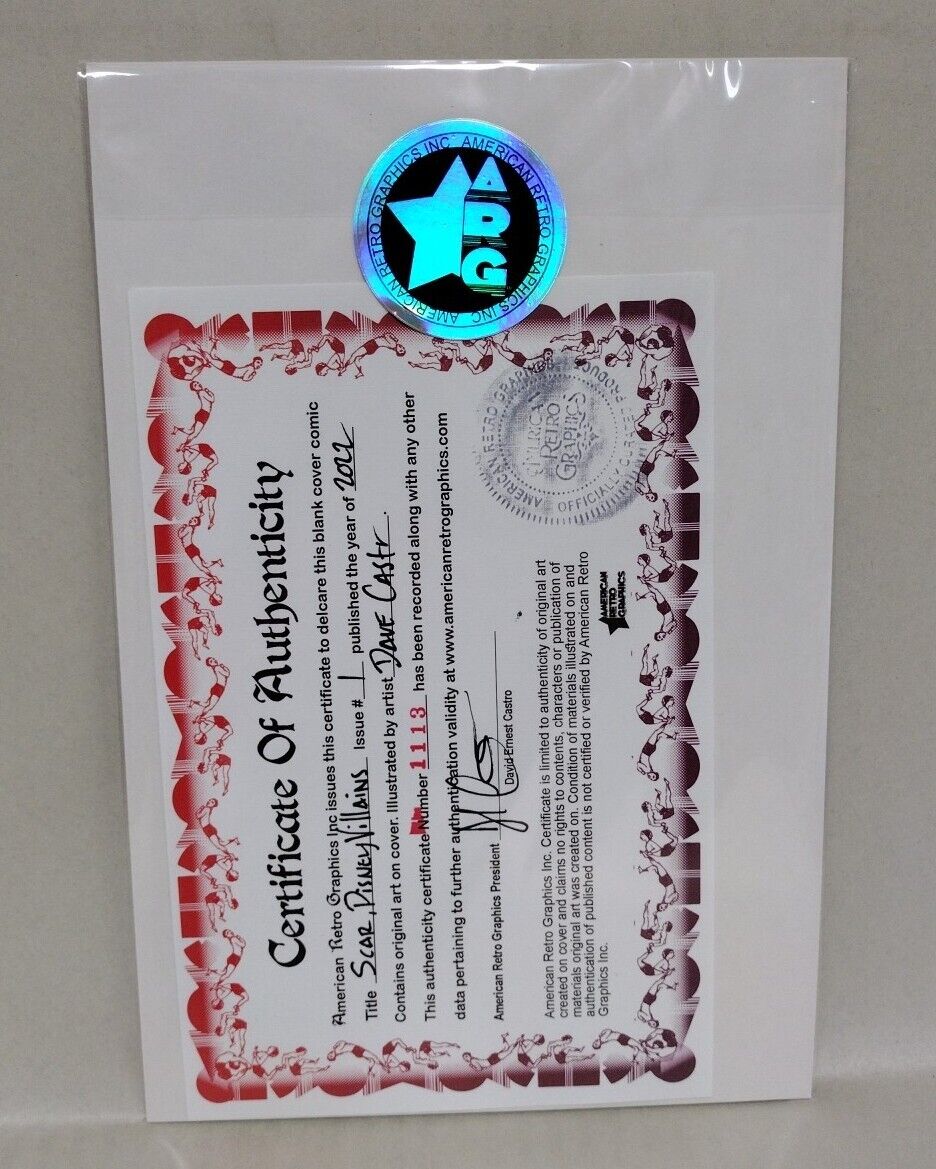 AMERICAN RETRO GRAPHICS INC
AMERICAN RETRO GRAPHICS INC
ARG
Certificate Of Authenticity
American Retro Graphics Inc issues this certificate to delcare this blank cover comic
Title Scar, Disney Villains Issue # 1 published the year of 2022
Contains original art on cover. Illustrated by artist Dave Castr.
This authenticity certificate Number 1113 has been recorded along with any other
data pertaining to further authentication validity at www.americanretrographics.com
American Retro Graphics President
David Ernest Castro
AMERICAN RETRO GRAPHICS
AMERICAN
RETRO
GRAPHICS
OFFICIAL
American Retro Graphics Inc. Certificate is limited to authenticity of original art
created on cover and claims no rights to contents, characters or publication of
materials original art was created on. Condition of materials illustrated on and
authentication of published content is not certified or verified by American Retro
Graphics Inc.
AMERICAN
RETRO
GRAPHICS